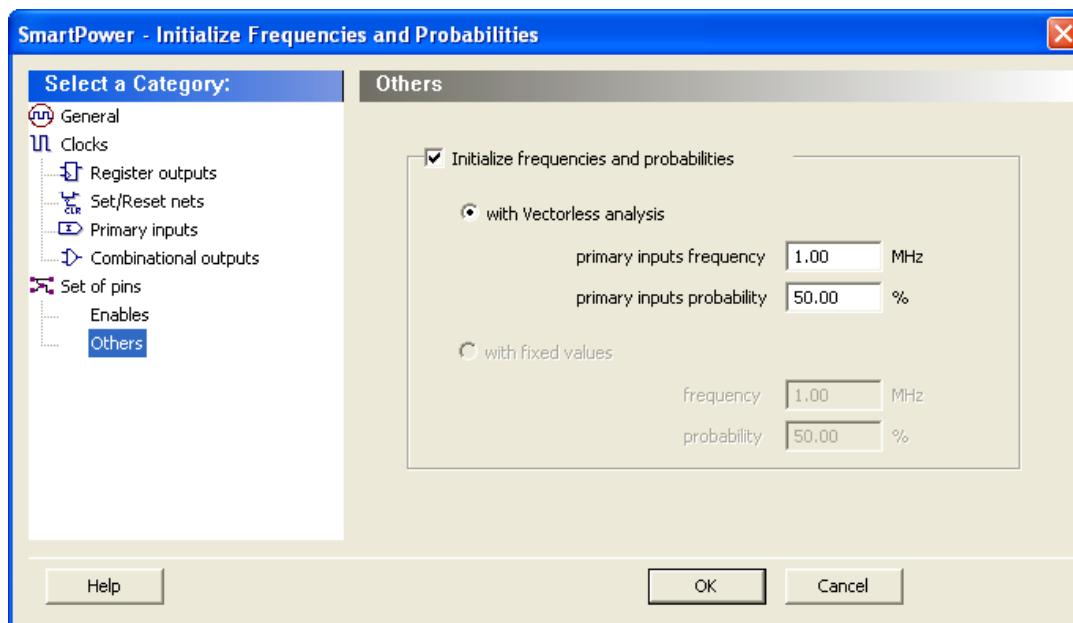 SmartPower - Initialize Frequencies and Probabilities
Select a Category:
General
Clocks
Register outputs
CLR
Set/Reset nets
Primary inputs
Combinational outputs
Set of pins
Enables
Others
Others
Initialize frequencies and probabilities
with Vectorless analysis
primary inputs frequency 1.00 MHz
primary inputs probability 50.00 %
with fixed values
frequency 1.00 MHz
probability 50.00 %
Help
OK
Cancel